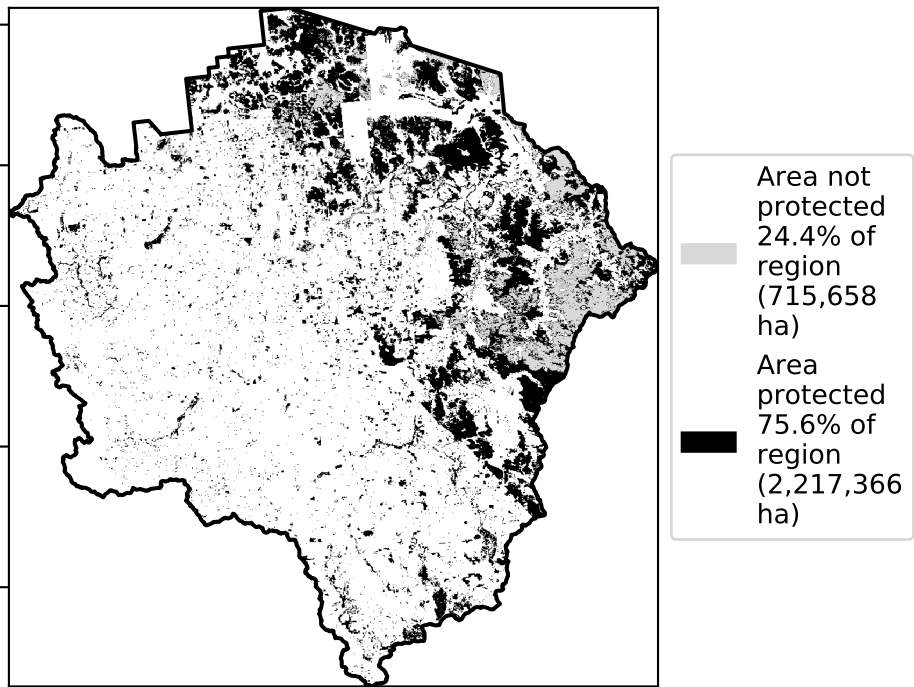 Area not
protected
24.4% of
region
(715,658
ha)
Area
protected
75.6% of
region
(2,217,366
ha)